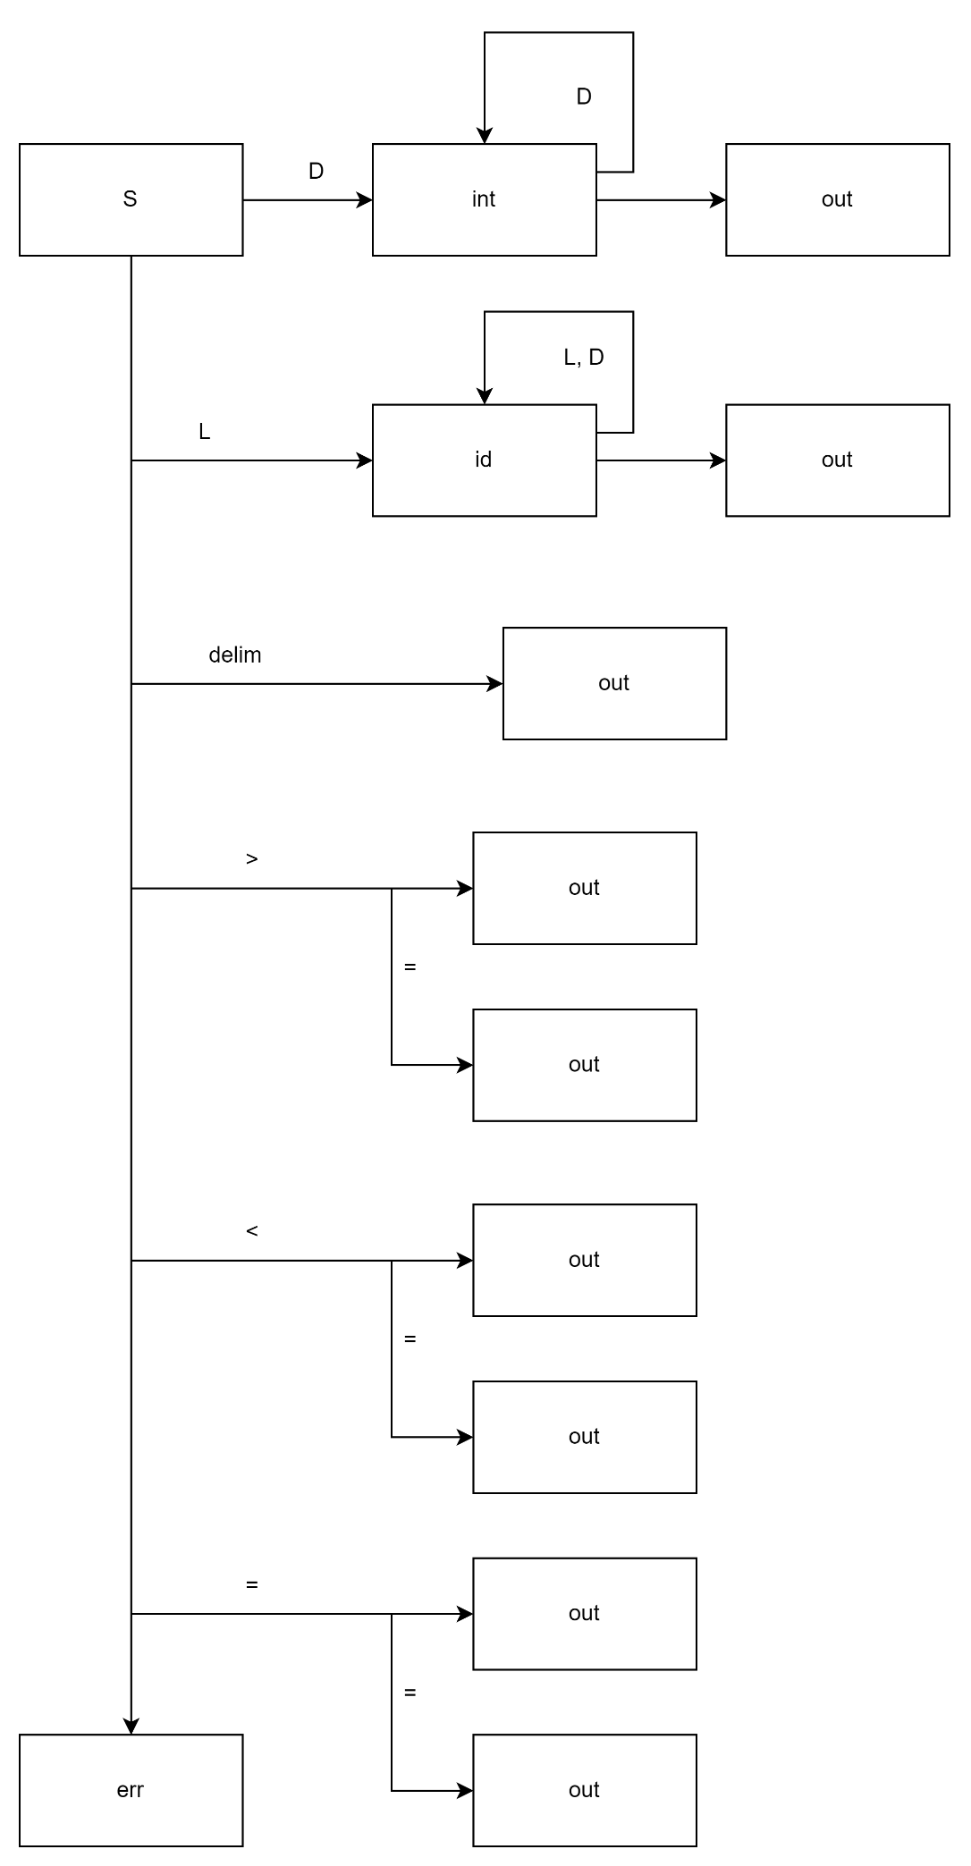 D
S
D
int
out
L, D
L
id
out
delim
out
>
out
=
out
<
out
=
out
=
out
=
err
out